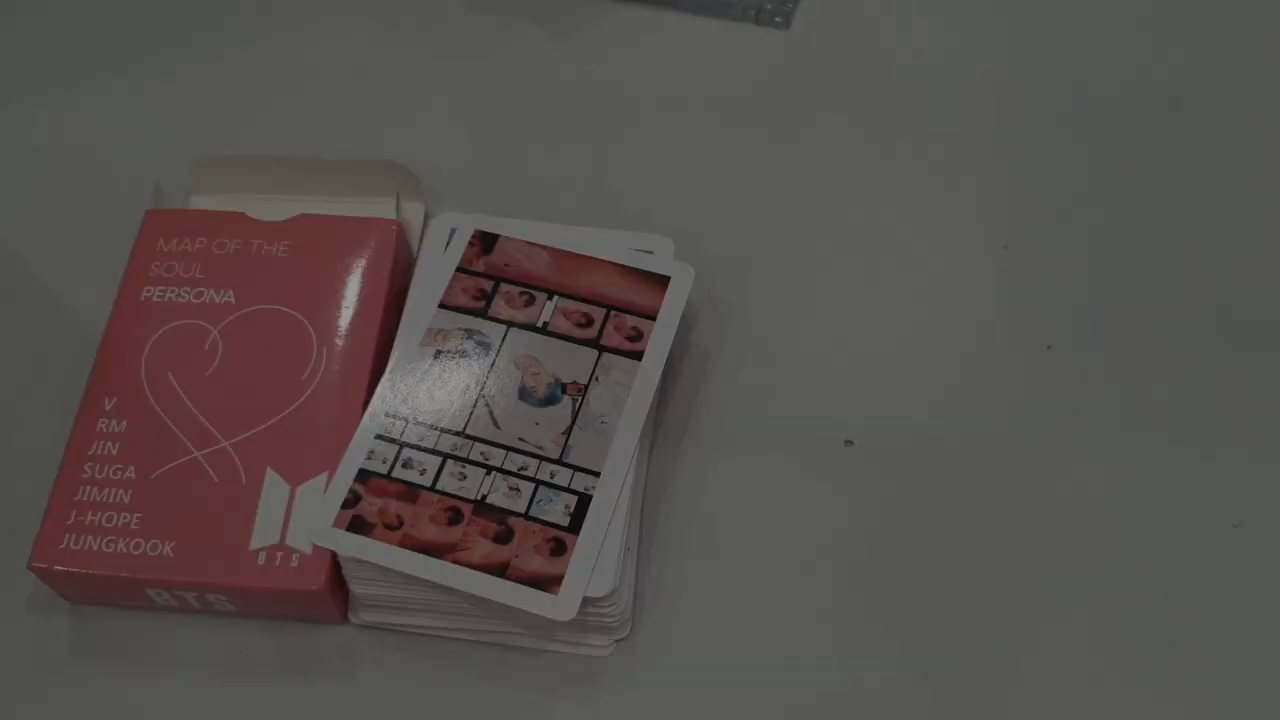 MAP OF THE
SOUL
PERSONA
V
RM
JIN
SUGA
JIMIN
J-HOPE
JUNGKOOK
BTS
BTS